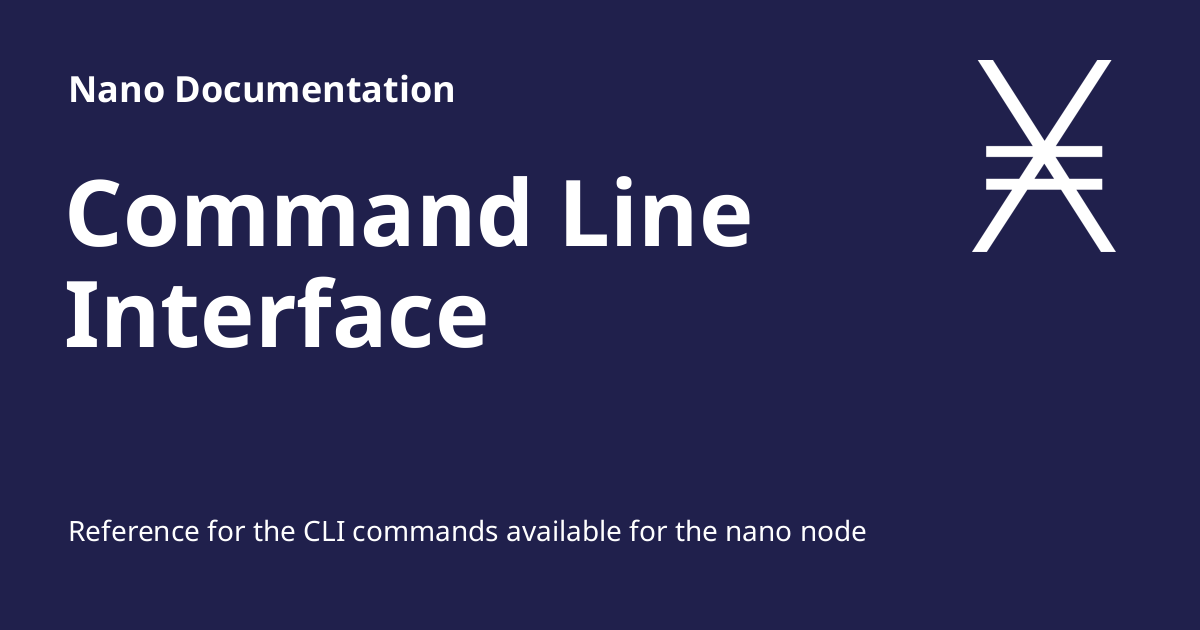 Nano Documentation
Command Line
Interface
Reference for the CLI commands available for the nano node